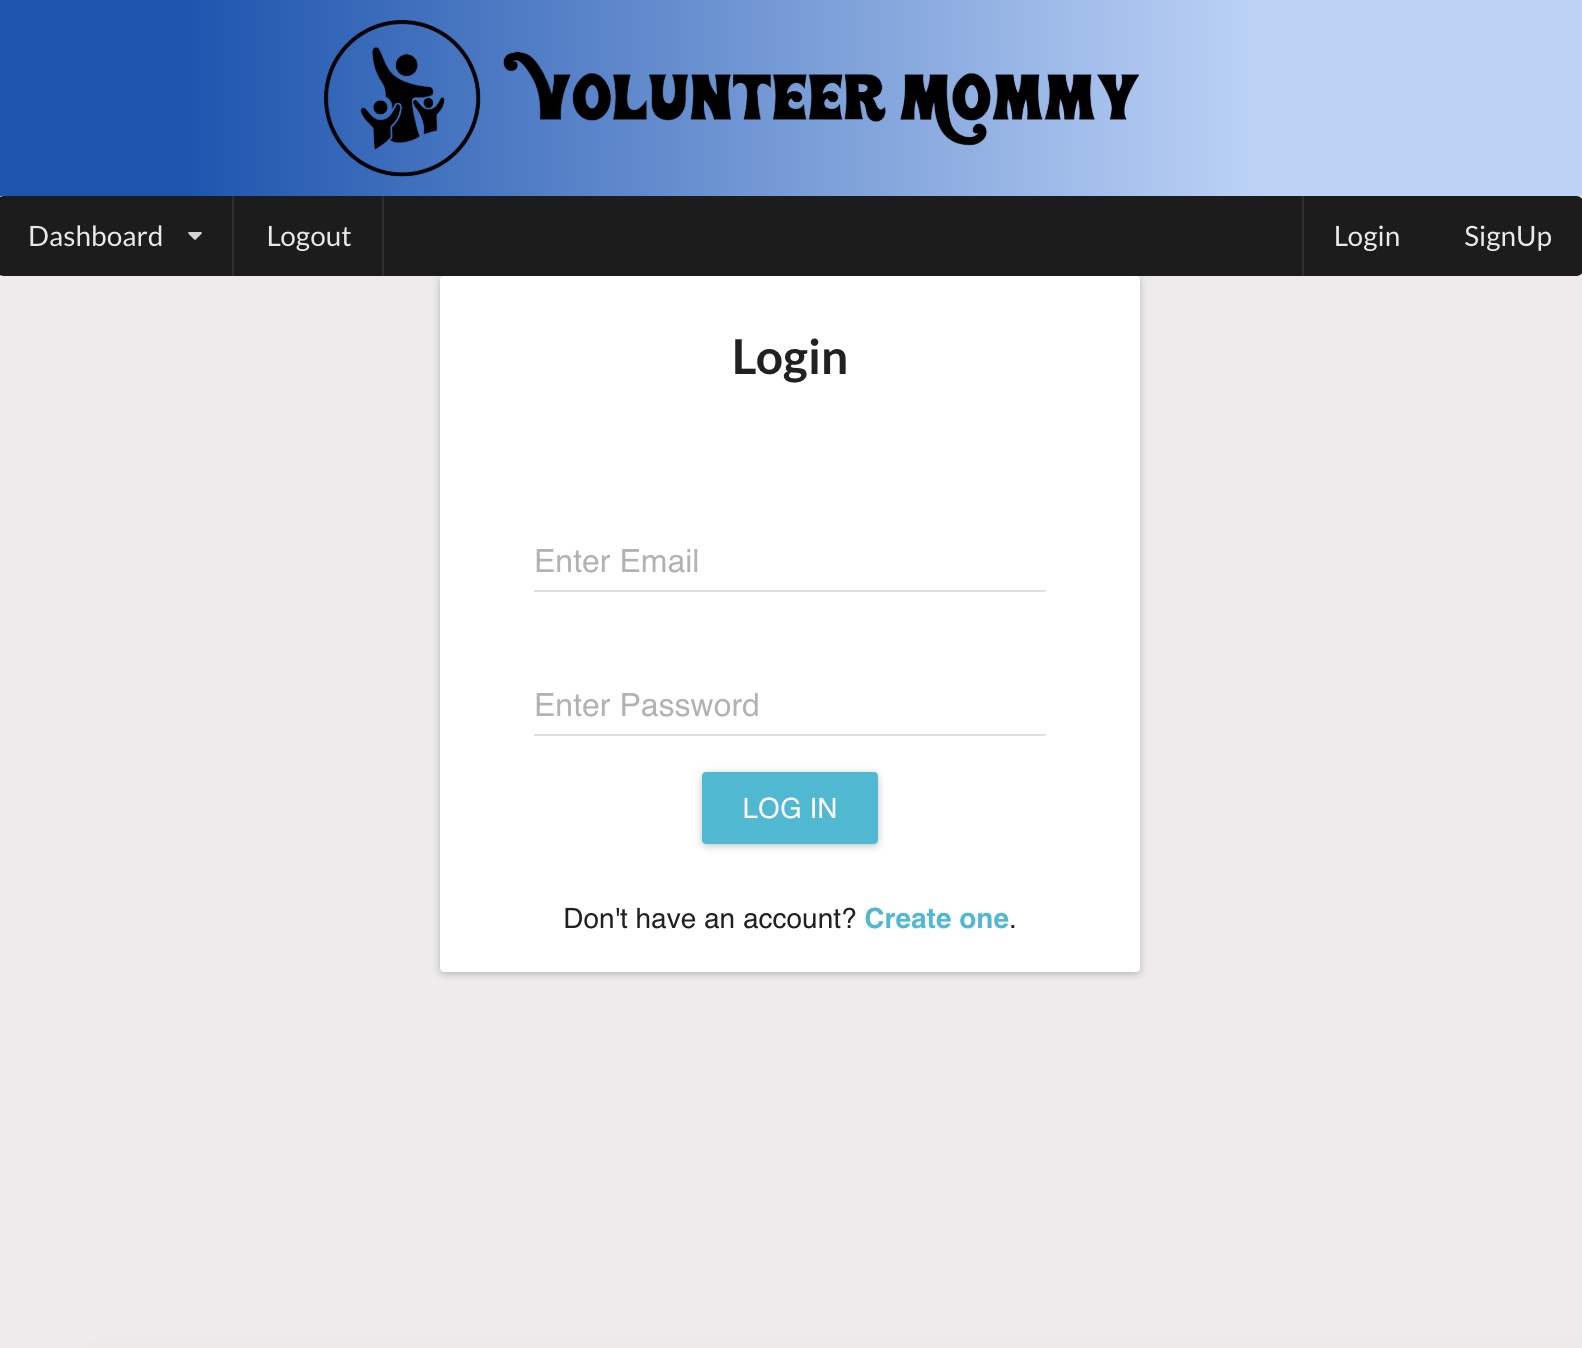 VOLUNTEER MOMMY
Dashboard Logout Login SignUp
Login
Enter Email
Enter Password
LOG IN
Don't have an account? Create one.